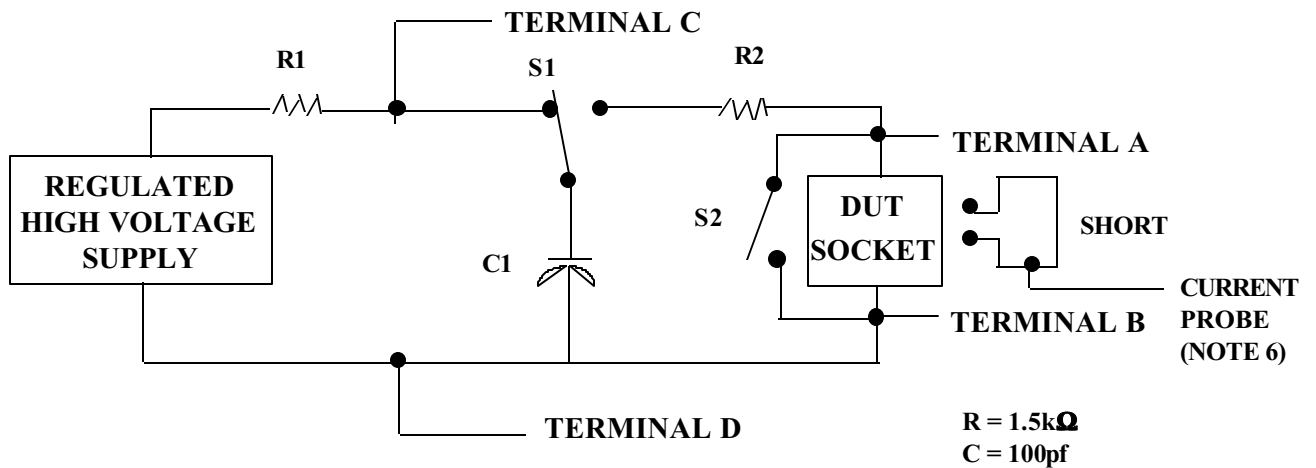 TERMINAL C
R1
S1
R2
TERMINAL A
REGULATED
HIGH VOLTAGE
SUPPLY
S2
DUT
SOCKET
SHORT
C1
CURRENT
PROBE
(NOTE 6)
TERMINAL B
TERMINAL D
R = 1.5kΩ
C = 100pf